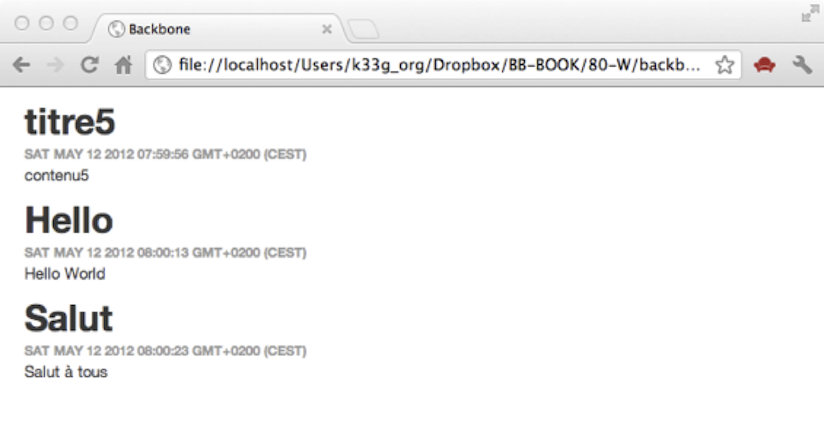 Backbone
file://localhost/Users/k33g_org/Dropbox/BB-BOOK/80-W/backb...
titre5
SAT MAY 12 2012 07:59:56 GMT+0200 (CEST)
contenu5
Hello
SAT MAY 12 2012 08:00:13 GMT+0200 (CEST)
Hello World
Salut
SAT MAY 12 2012 08:00:23 GMT+0200 (CEST)
Salut à tous